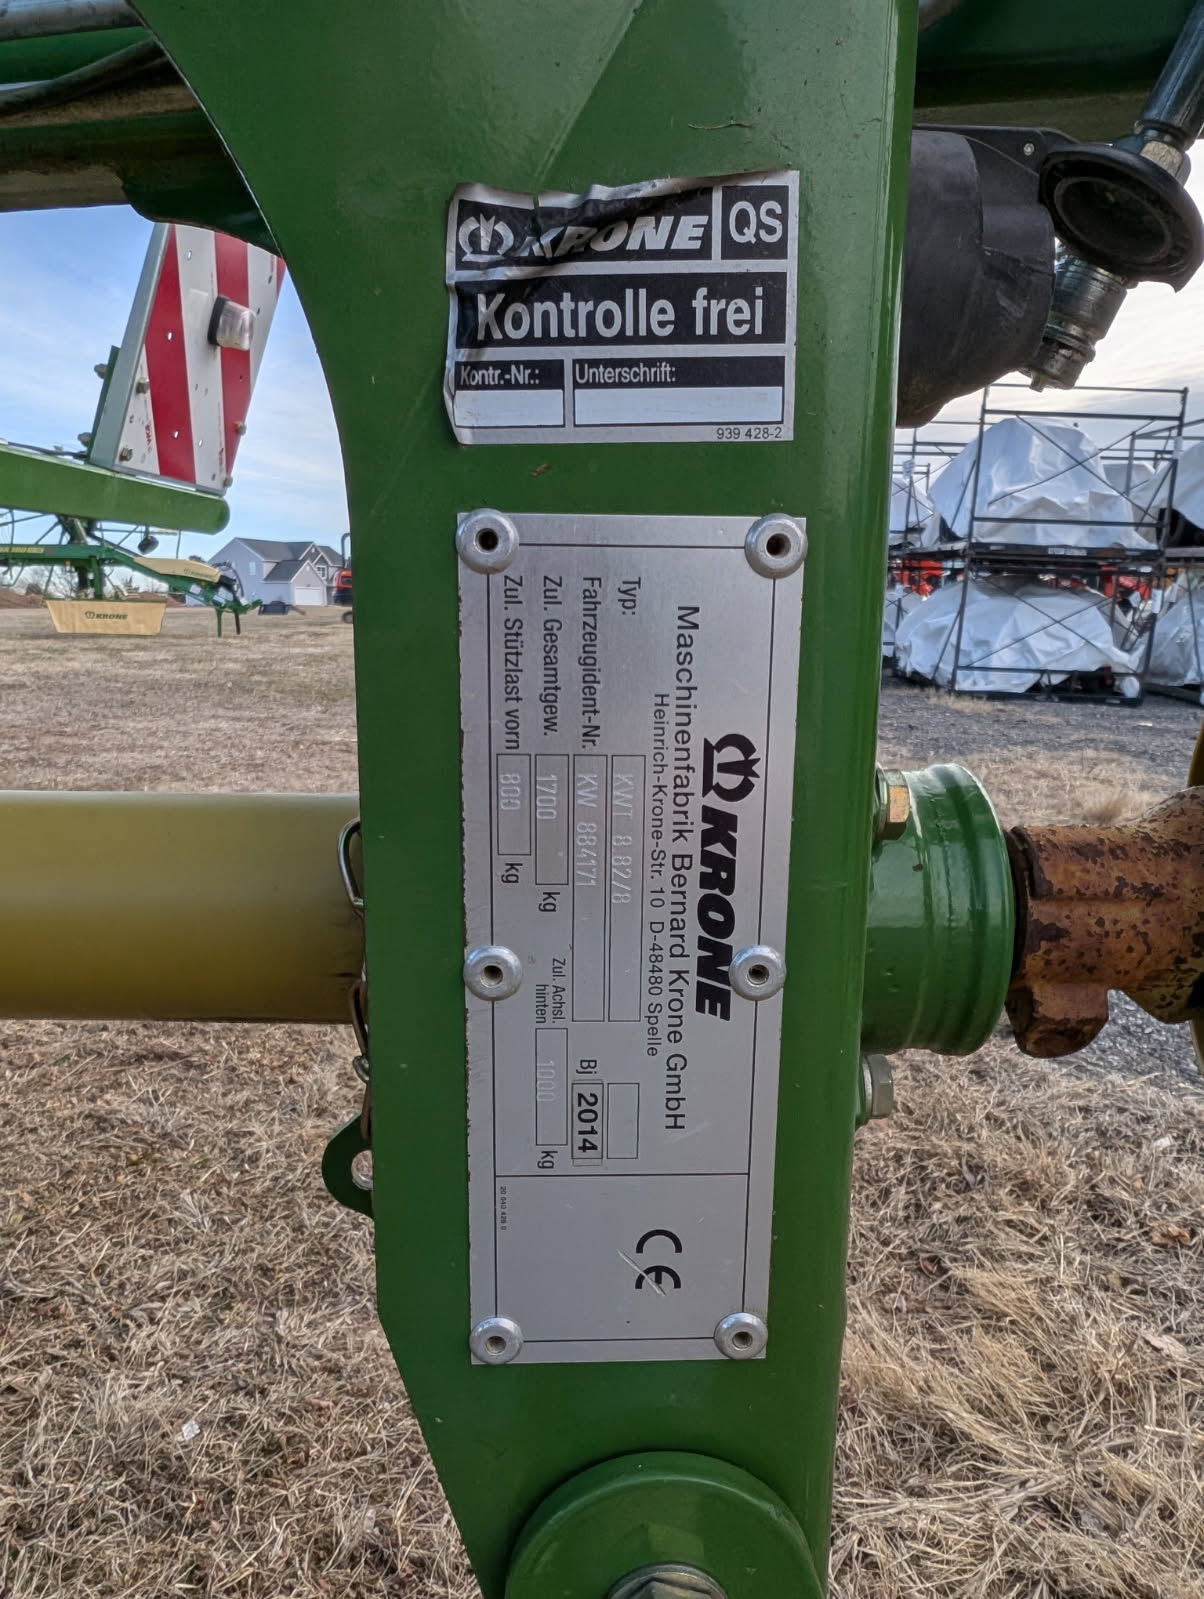 KRONE QS
Kontrolle frei
Kontr.-Nr.: Unterschrift:
939 428-2
KRONE
Maschinenfabrik Bernard Krone GmbH
Heinrich-Krone-Str. 10 D-48480 Spelle
Typ: KWT 8.82/8
Fahrzeugident-Nr. KW 884171 Bj 2014
Zul. Gesamtgew. 1700 kg Zul. Achsl. hinten 1000 kg
Zul. Stützlast vorn 800 kg
CE
KRONE